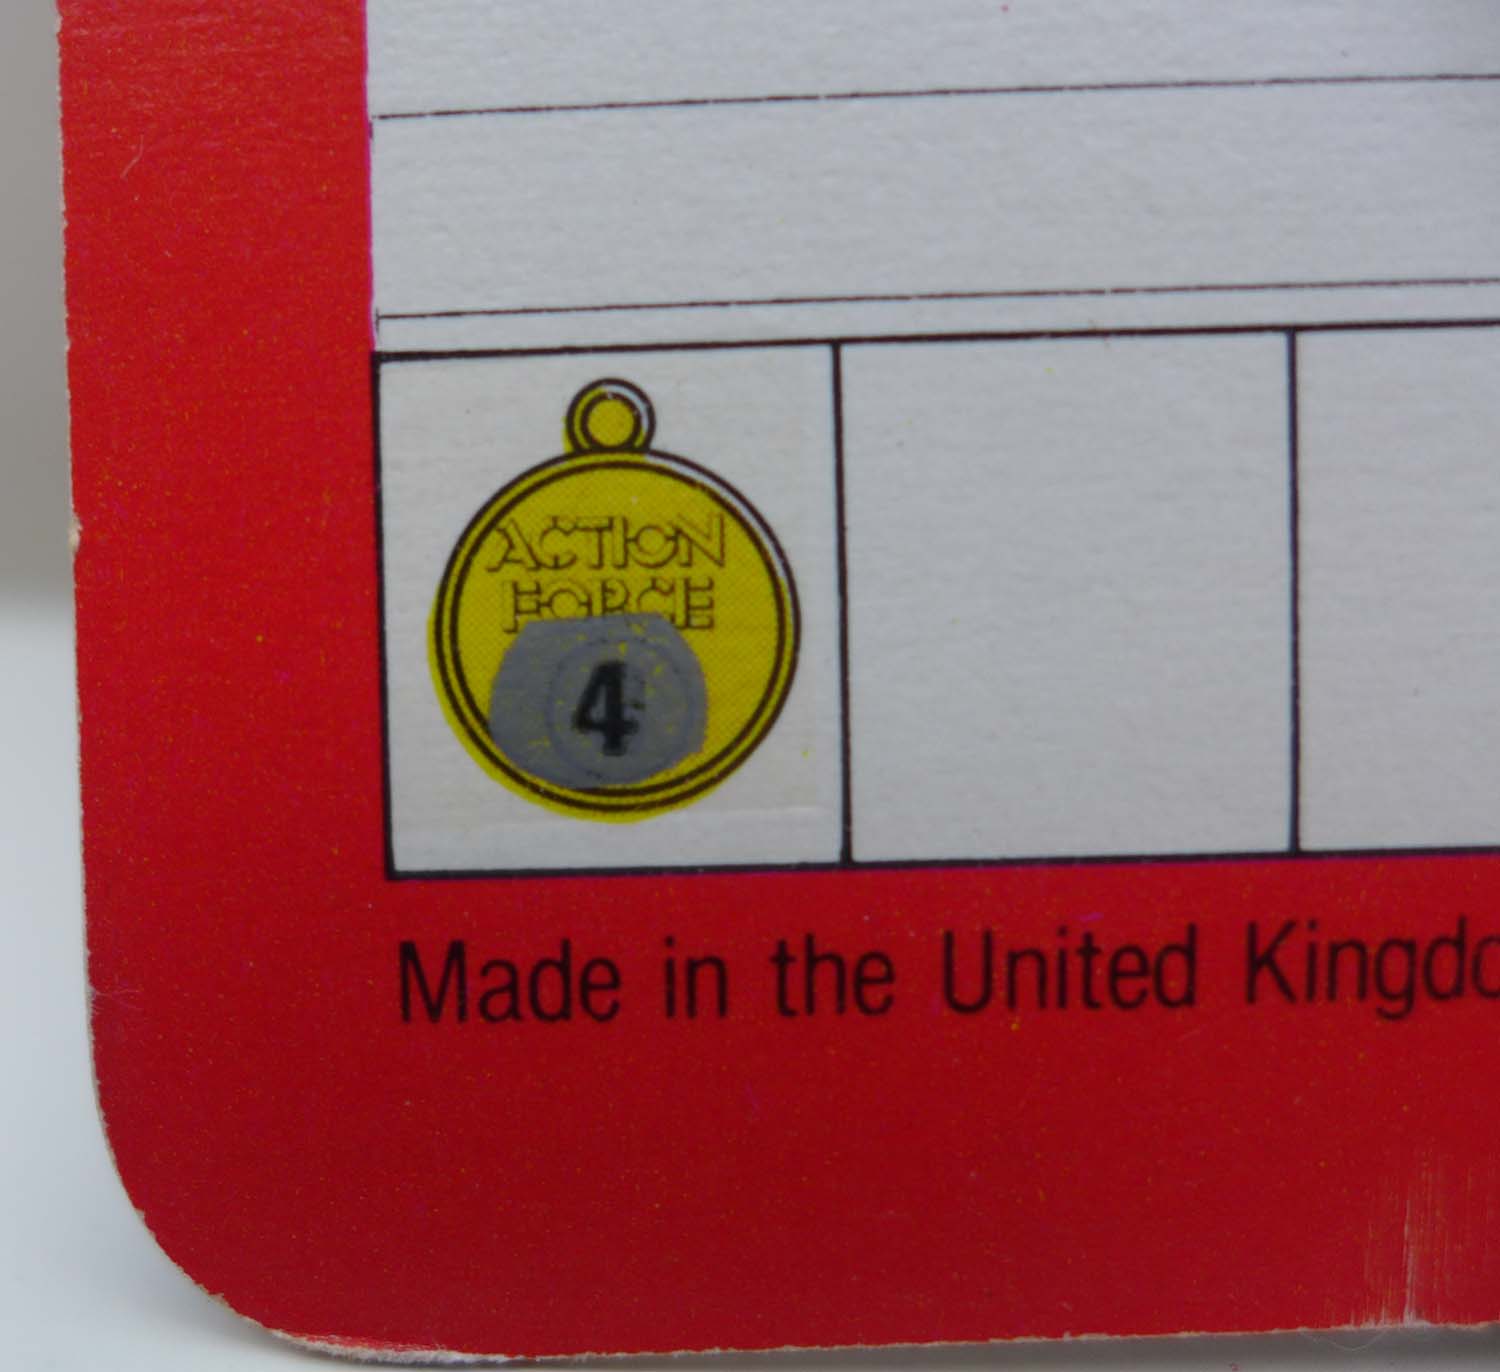 ACTION
FORCE
4
Made in the United Kingdo